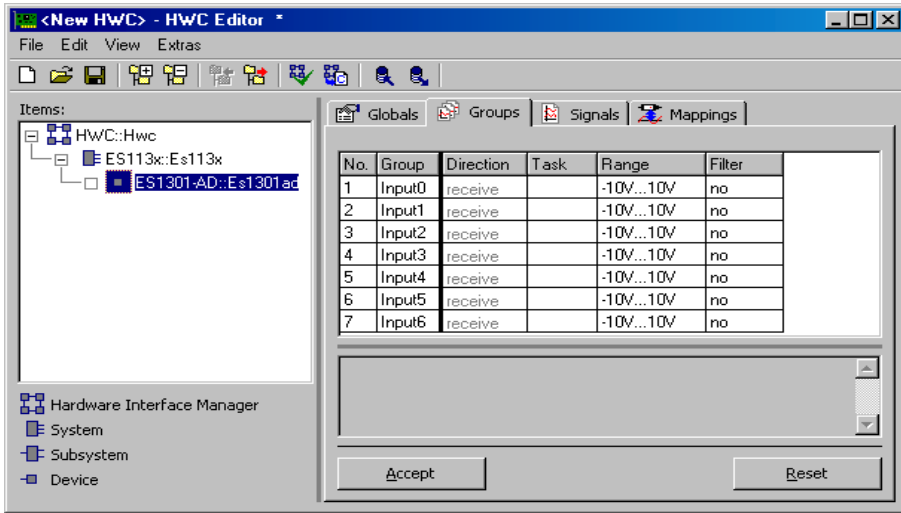 <New HWC> - HWC Editor *
File Edit View Extras
Items:
HWC::Hwc
ES113x::Es113x
ES1301-AD::Es1301ad
Hardware Interface Manager
System
Subsystem
Device
Globals Groups Signals Mappings
No. Group Direction Task Range Filter
1 Input0 receive -10V...10V no
2 Input1 receive -10V...10V no
3 Input2 receive -10V...10V no
4 Input3 receive -10V...10V no
5 Input4 receive -10V...10V no
6 Input5 receive -10V...10V no
7 Input6 receive -10V...10V no
Accept Reset